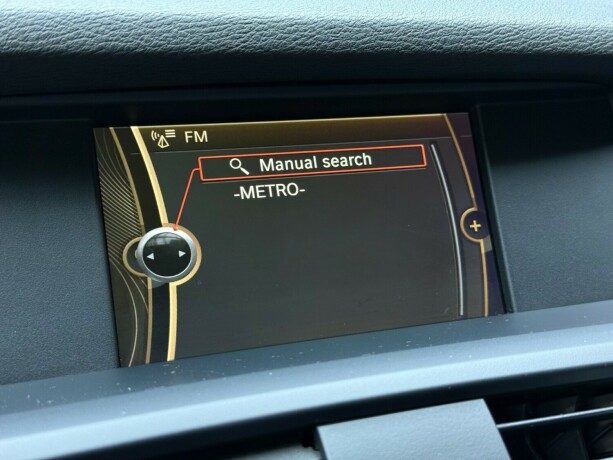 FM
Manual search
-METRO-
+